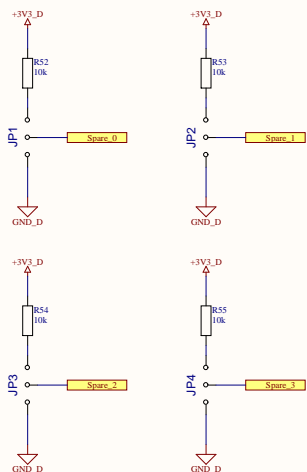 +3V3_D
R52
10k
JP1
Spare_0
GND_D
+3V3_D
R53
10k
JP2
Spare_1
GND_D
+3V3_D
R54
10k
JP3
Spare_2
GND_D
+3V3_D
R55
10k
JP4
Spare_3
GND_D